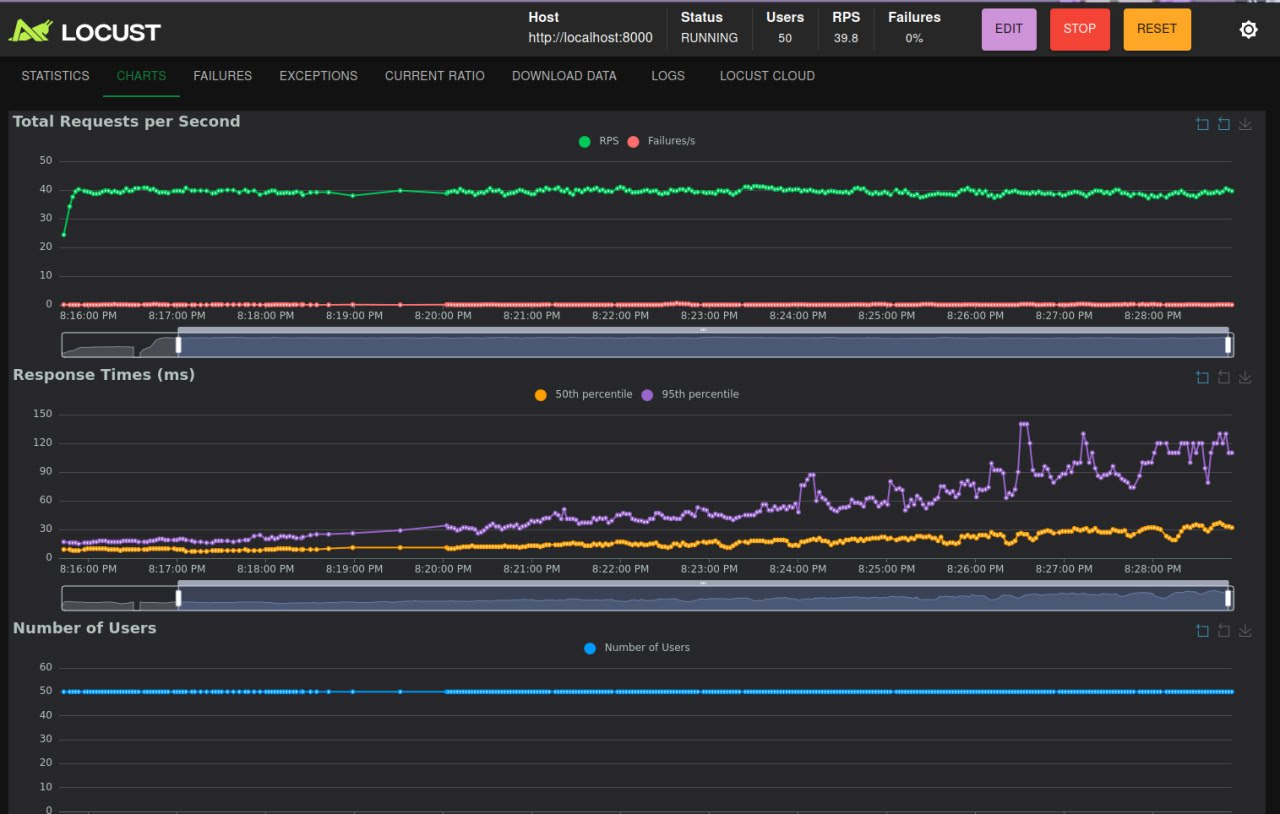 LOCUST
Host
http://localhost:8000
Status
RUNNING
Users
50
RPS
39.8
Failures
0%
EDIT
STOP
RESET
STATISTICS CHARTS FAILURES EXCEPTIONS CURRENT RATIO DOWNLOAD DATA LOGS LOCUST CLOUD
Total Requests per Second
RPS Failures/s
50
40
30
20
10
0
8:16:00 PM 8:17:00 PM 8:18:00 PM 8:19:00 PM 8:20:00 PM 8:21:00 PM 8:22:00 PM 8:23:00 PM 8:24:00 PM 8:25:00 PM 8:26:00 PM 8:27:00 PM 8:28:00 PM
Response Times (ms)
50th percentile 95th percentile
150
120
90
60
30
0
8:16:00 PM 8:17:00 PM 8:18:00 PM 8:19:00 PM 8:20:00 PM 8:21:00 PM 8:22:00 PM 8:23:00 PM 8:24:00 PM 8:25:00 PM 8:26:00 PM 8:27:00 PM 8:28:00 PM
Number of Users
Number of Users
60
50
40
30
20
10
0